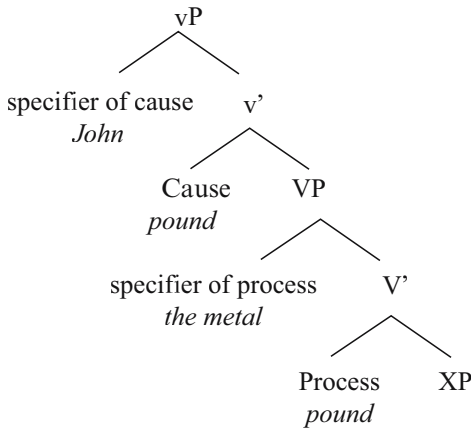 vP
specifier of cause v’
John
Cause VP
pound
specifier of process V’
the metal
Process XP
pound